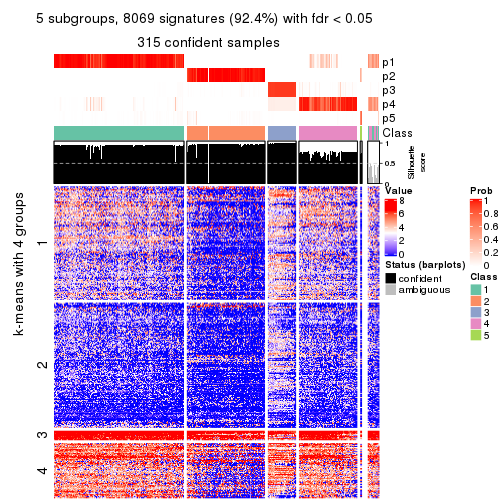 5 subgroups, 8069 signatures (92.4%) with fdr < 0.05
315 confident samples
p1
p2
p3
p4
p5
Class
1
0.5
0
Silhouette
score
k-means with 4 groups
1
2
3
4
Value
8
6
4
2
0
Status (barplots)
confident
ambiguous
Prob
1
0.8
0.6
0.4
0.2
0
Class
1
2
3
4
5